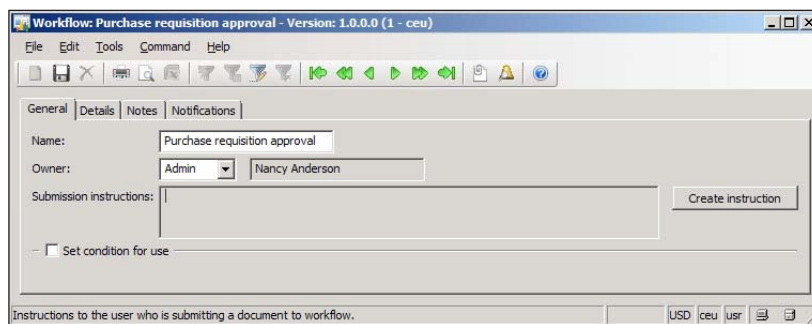 Workflow: Purchase requisition approval - Version: 1.0.0.0 (1 - ceu)
File Edit Tools Command Help
General Details Notes Notifications
Name: Purchase requisition approval
Owner: Admin Nancy Anderson
Submission instructions: Create instruction
Set condition for use
Instructions to the user who is submitting a document to workflow. USD ceu usr